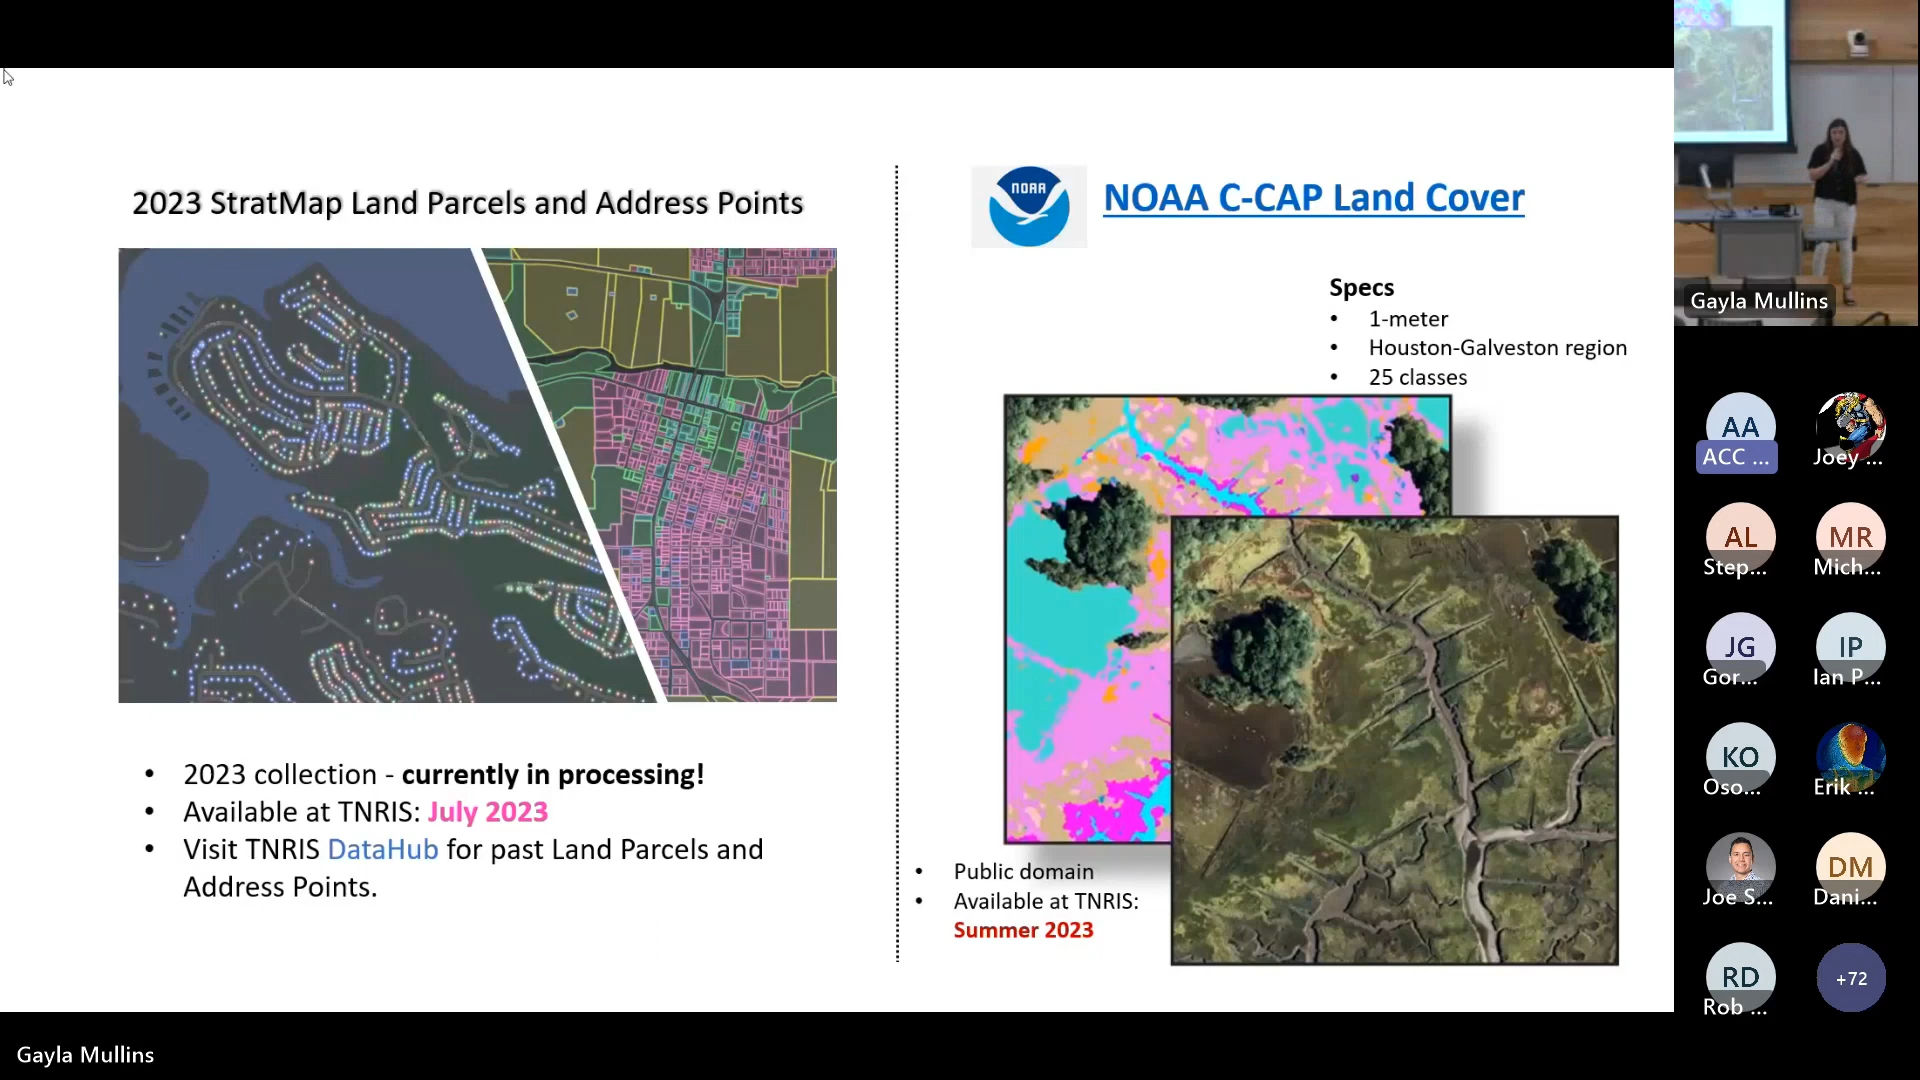 2023 StratMap Land Parcels and Address Points
• 2023 collection - currently in processing!
• Available at TNRIS: July 2023
• Visit TNRIS DataHub for past Land Parcels and
Address Points.
NOAA
NOAA C-CAP Land Cover
Specs
• 1-meter
• Houston-Galveston region
• 25 classes
• Public domain
• Available at TNRIS:
Summer 2023
Gayla Mullins
AA
ACC ...
Joey ...
AL
Step...
MR
Mich...
JG
Gor...
IP
Ian P...
KO
Oso...
Erik ...
Joe S...
DM
Dani...
RD
Rob ...
+72
Gayla Mullins